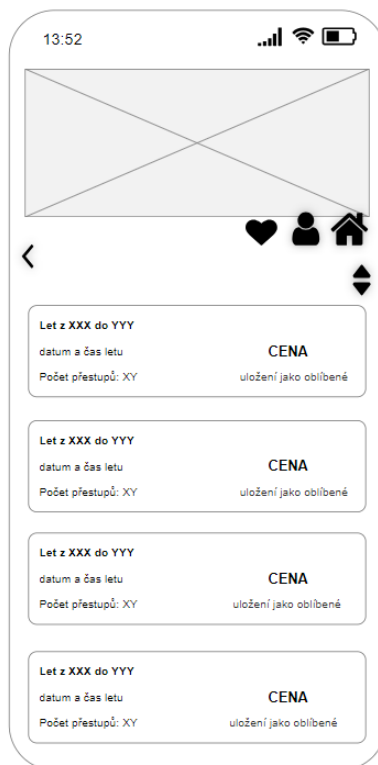 13:52
Let z XXX do YYY
datum a čas letu
CENA
Počet přestupů: XY
uložení jako oblíbené
Let z XXX do YYY
datum a čas letu
CENA
Počet přestupů: XY
uložení jako oblíbené
Let z XXX do YYY
datum a čas letu
CENA
Počet přestupů: XY
uložení jako oblíbené
Let z XXX do YYY
datum a čas letu
CENA
Počet přestupů: XY
uložení jako oblíbené